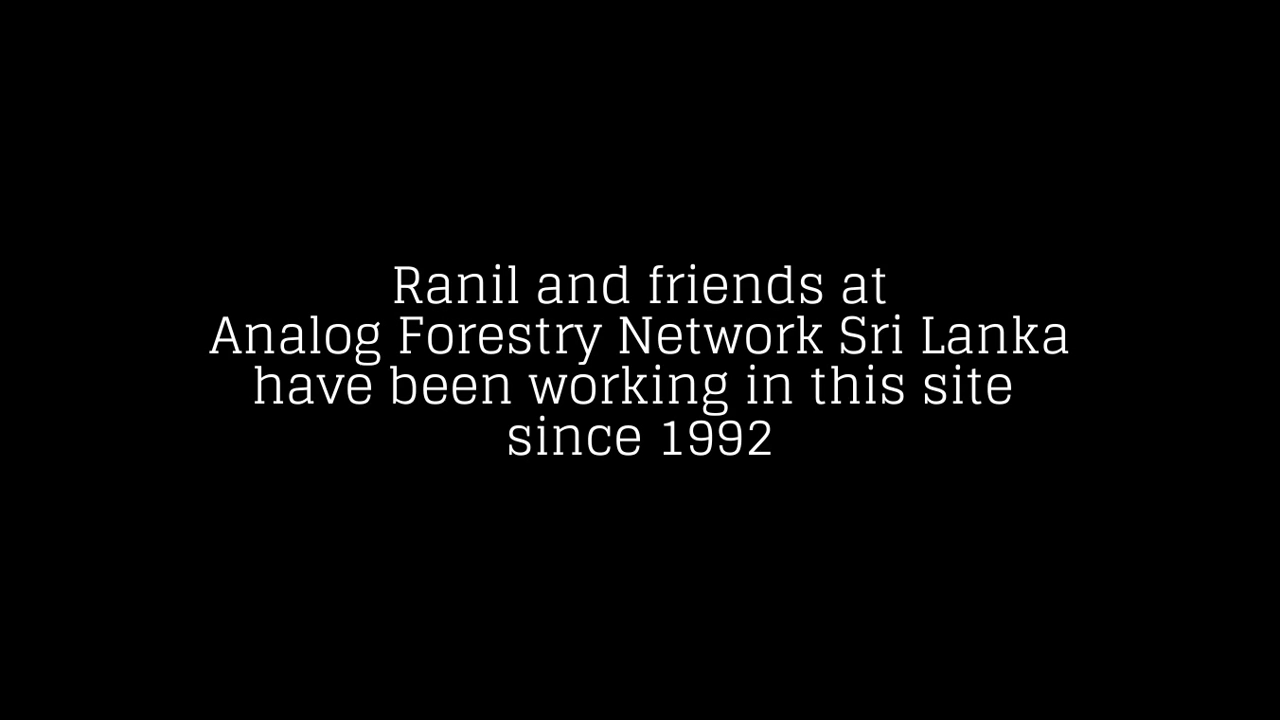 Ranil and friends at
Analog Forestry Network Sri Lanka
have been working in this site
since 1992